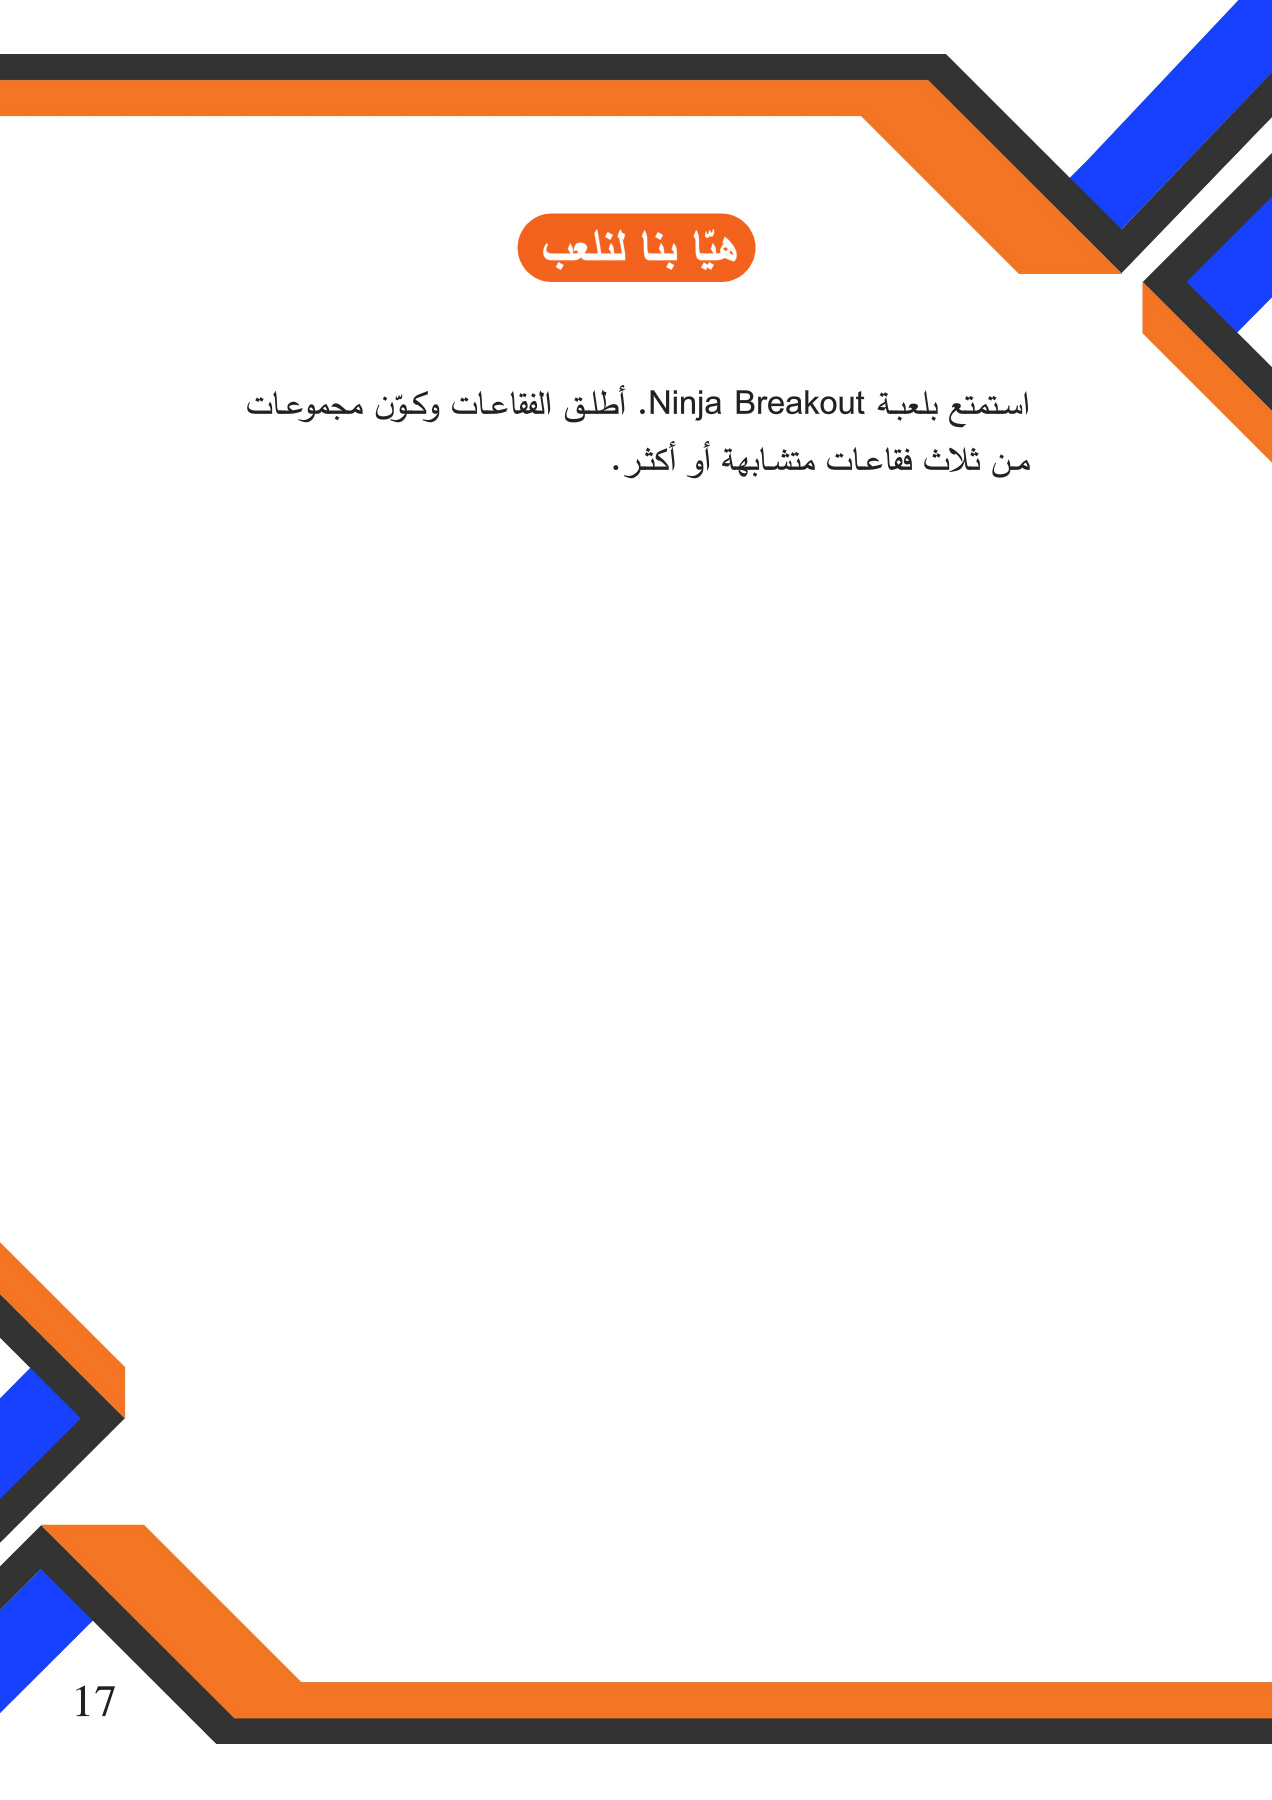 هيّا بنا لنلعب
استمتع بلعبة Ninja Breakout. أطلق الفقاعات وكوّن مجموعات
من ثلاث فقاعات متشابهة أو أكثر.
17